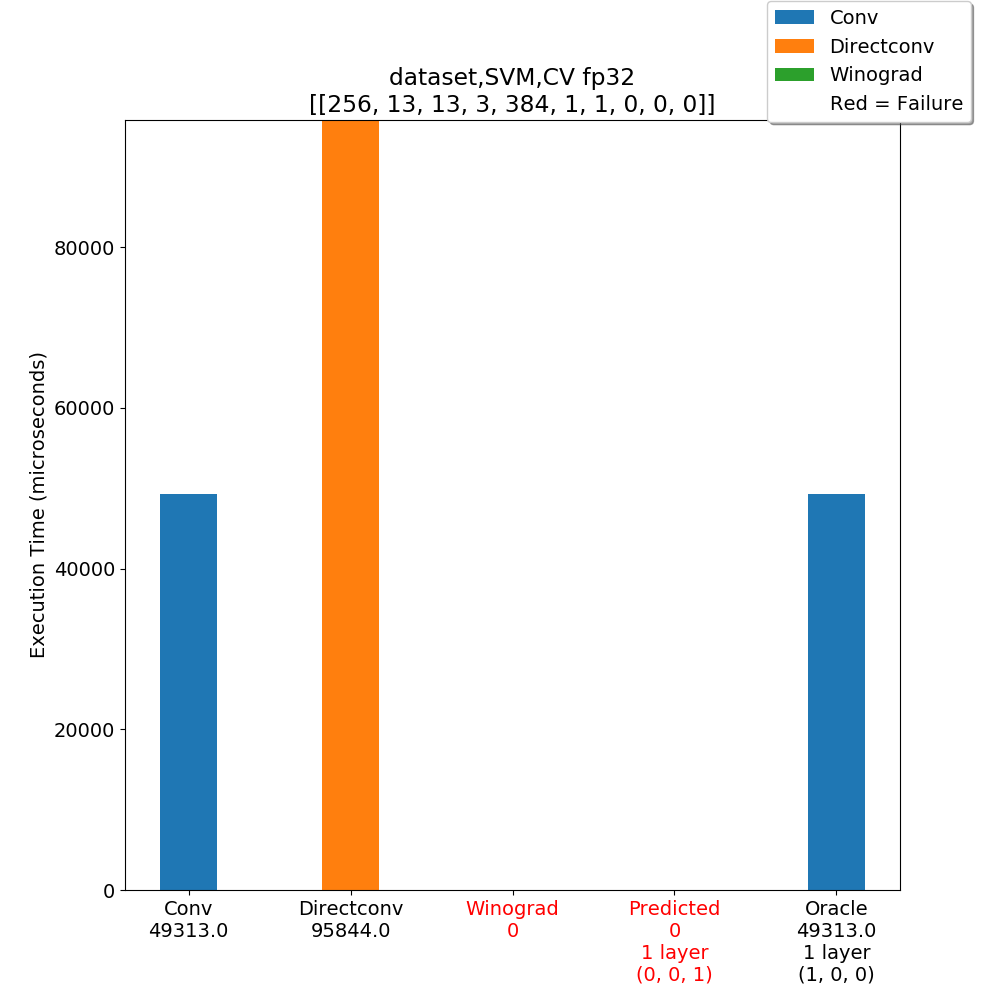 Conv
Directconv
Winograd
Red = Failure
dataset,SVM,CV fp32
[[256, 13, 13, 3, 384, 1, 1, 0, 0, 0]]
Execution Time (microseconds)
80000
60000
40000
20000
0
Conv
49313.0
Directconv
95844.0
Winograd
0
Predicted
0
1 layer
(0, 0, 1)
Oracle
49313.0
1 layer
(1, 0, 0)